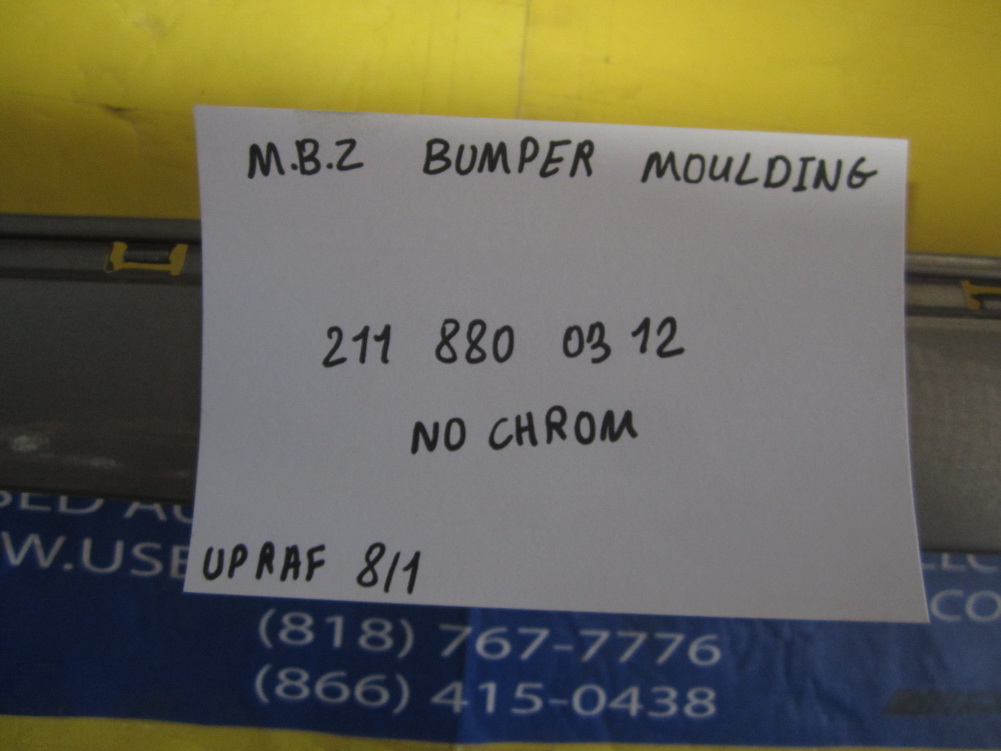 M.B.Z BUMPER MOULDING
211 880 03 12
NO CHROM
UPRAF 8/1
(818) 767-7776
(866) 415-0438